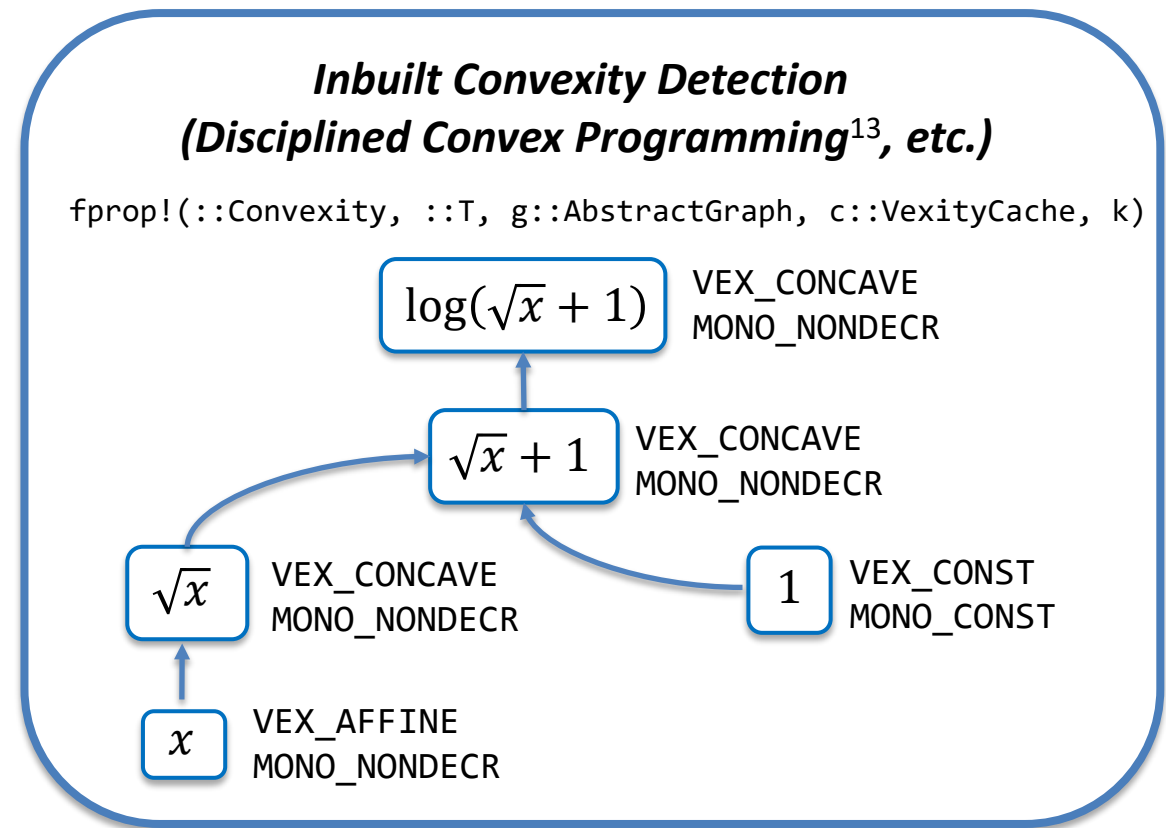 Inbuilt Convexity Detection
(Disciplined Convex Programming¹³, etc.)
fprop!(::Convexity, ::T, g::AbstractGraph, c::VexityCache, k)
log(√x + 1)
VEX_CONCAVE
MONO_NONDECR
√x + 1
VEX_CONCAVE
MONO_NONDECR
√x
VEX_CONCAVE
MONO_NONDECR
1
VEX_CONST
MONO_CONST
x
VEX_AFFINE
MONO_NONDECR